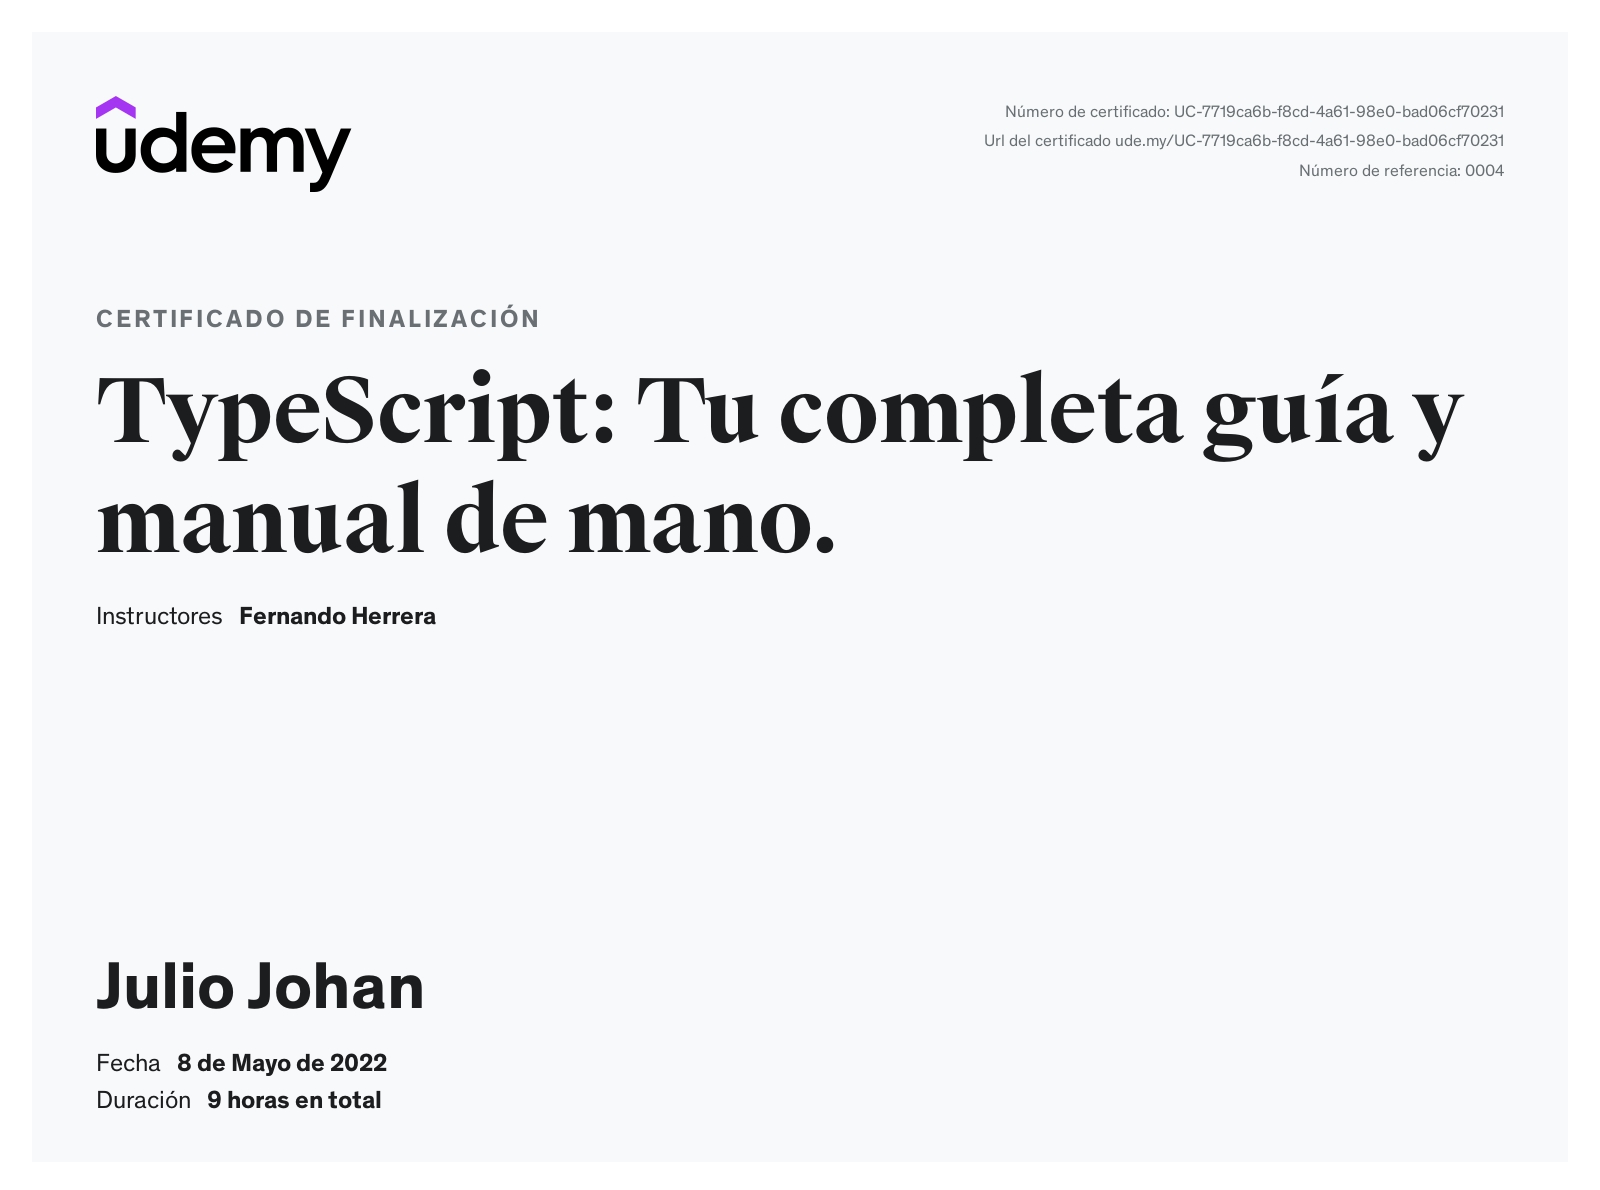 udemy
Número de certificado: UC-7719ca6b-f8cd-4a61-98e0-bad06cf70231
Url del certificado ude.my/UC-7719ca6b-f8cd-4a61-98e0-bad06cf70231
Número de referencia: 0004
CERTIFICADO DE FINALIZACIÓN
TypeScript: Tu completa guía y
manual de mano.
Instructores Fernando Herrera
Julio Johan
Fecha 8 de Mayo de 2022
Duración 9 horas en total